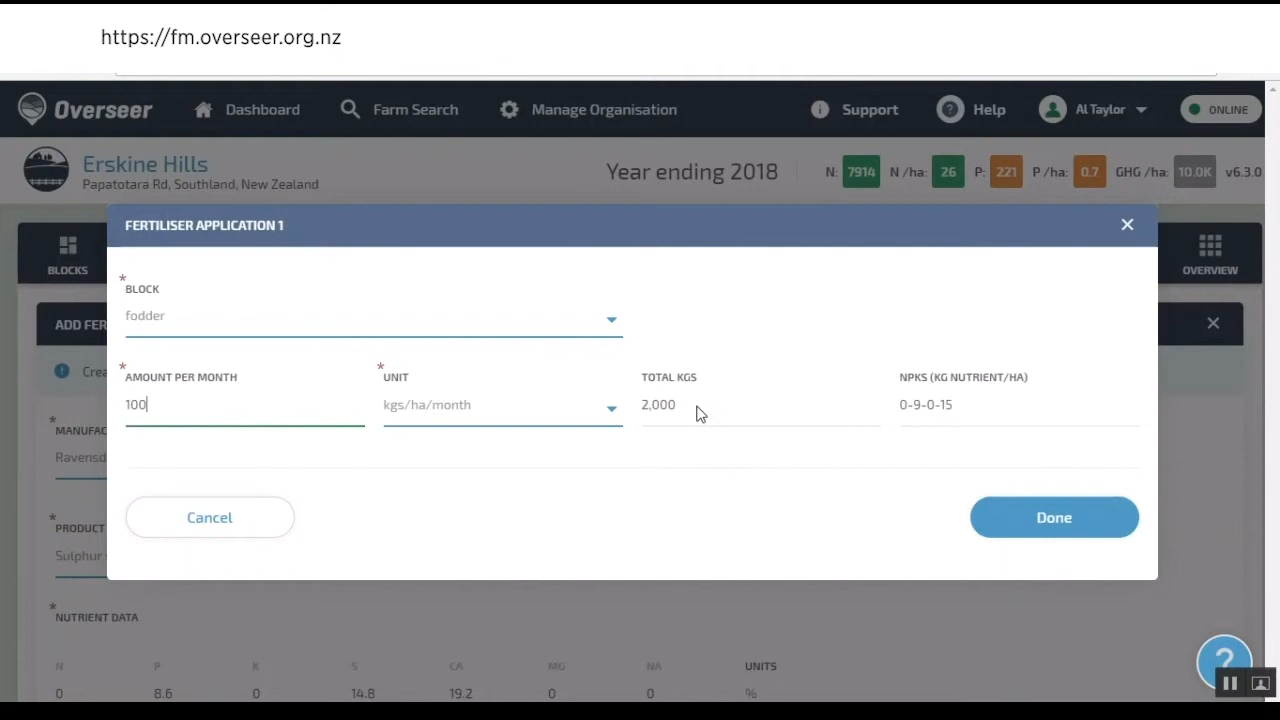 https://fm.overseer.org.nz
Overseer Dashboard Farm Search Manage Organisation Support Help Al Taylor ONLINE
Erskine Hills
Papatotara Rd, Southland, New Zealand
Year ending 2018 N: 7914 N /ha: 26 P: 221 P /ha: 0.7 GHG /ha: 10.0K v6.3.0
FERTILISER APPLICATION 1
BLOCKS
OVERVIEW
* BLOCK
fodder
ADD FER
Crea
* AMOUNT PER MONTH * UNIT TOTAL KGS NPKS (KG NUTRIENT/HA)
100 kgs/ha/month 2,000 0-9-0-15
* MANUFAC
Ravensd
Cancel Done
* PRODUCT
Sulphur
* NUTRIENT DATA
N P K S CA MG NA UNITS
0 8.6 0 14.8 19.2 0 0 %
?